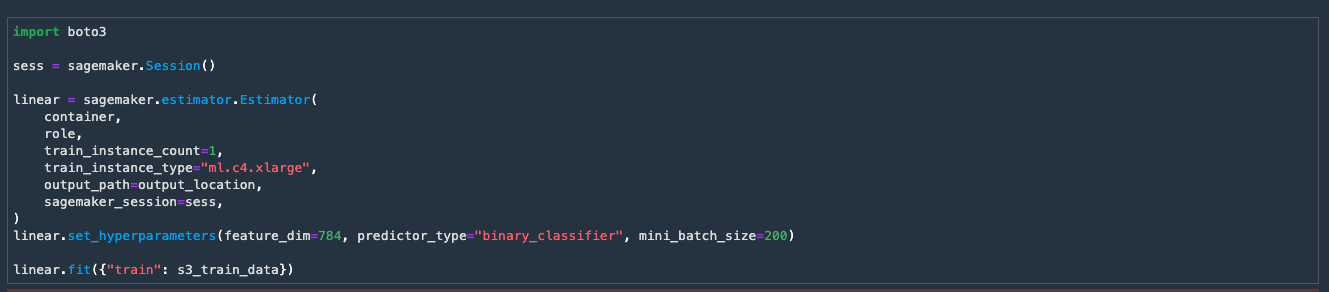 import boto3
sess = sagemaker.Session()
linear = sagemaker.estimator.Estimator(
    container,
    role,
    train_instance_count=1,
    train_instance_type="ml.c4.xlarge",
    output_path=output_location,
    sagemaker_session=sess,
)
linear.set_hyperparameters(feature_dim=784, predictor_type="binary_classifier", mini_batch_size=200)
linear.fit({"train": s3_train_data})